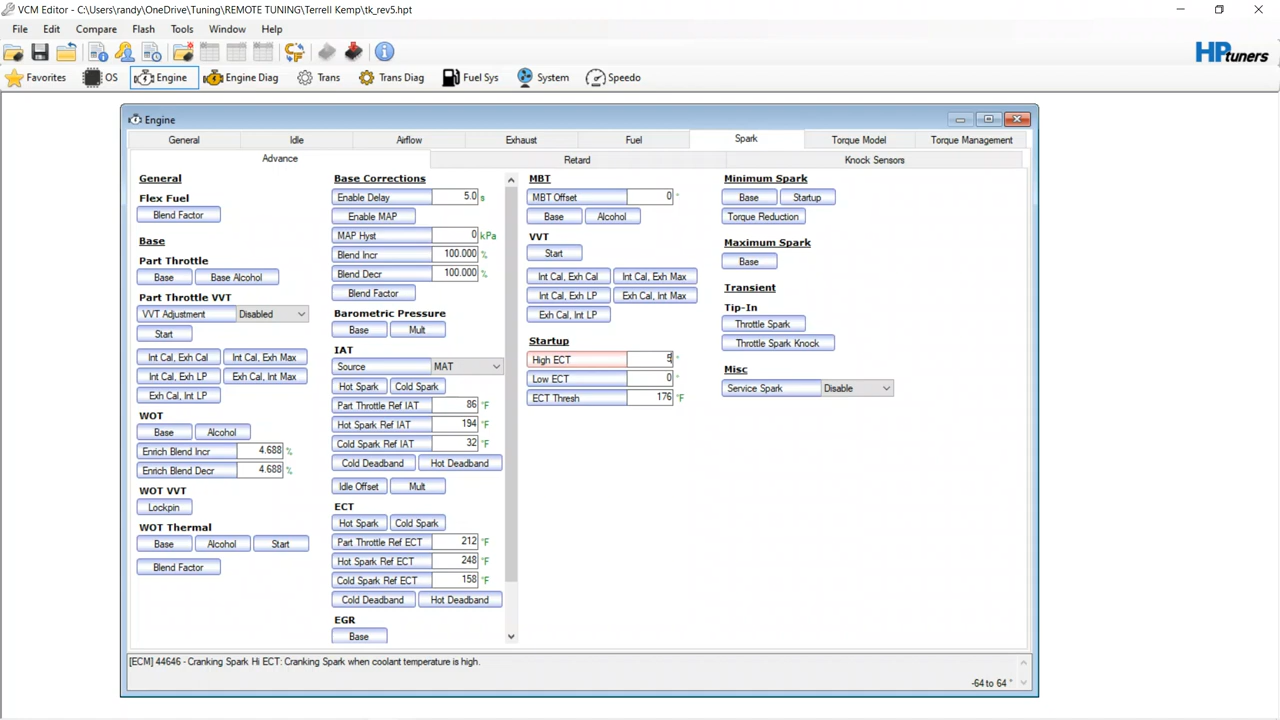 VCM Editor - C:\Users\randy\OneDrive\Tuning\REMOTE TUNING\Terrell Kemp\tk_rev5.hpt
File Edit Compare Flash Tools Window Help
HPtuners
Favorites OS Engine Engine Diag Trans Trans Diag Fuel Sys System Speedo
Engine
General Idle Airflow Exhaust Fuel Spark Torque Model Torque Management
Advance Retard Knock Sensors
General
Flex Fuel
Blend Factor
Base
Part Throttle
Base Base Alcohol
Part Throttle VVT
VVT Adjustment Disabled
Start
Int Cal, Exh Cal Int Cal, Exh Max
Int Cal, Exh LP Exh Cal, Int Max
Exh Cal, Int LP
WOT
Base Alcohol
Enrich Blend Incr 4.688 %
Enrich Blend Decr 4.688 %
WOT VVT
Lockpin
WOT Thermal
Base Alcohol Start
Blend Factor
Base Corrections
Enable Delay 5.0 s
Enable MAP
MAP Hyst 0 kPa
Blend Incr 100.000 %
Blend Decr 100.000 %
Blend Factor
Barometric Pressure
Base Mult
IAT
Source MAT
Hot Spark Cold Spark
Part Throttle Ref IAT 86 °F
Hot Spark Ref IAT 194 °F
Cold Spark Ref IAT 32 °F
Cold Deadband Hot Deadband
Idle Offset Mult
ECT
Hot Spark Cold Spark
Part Throttle Ref ECT 212 °F
Hot Spark Ref ECT 248 °F
Cold Spark Ref ECT 158 °F
Cold Deadband Hot Deadband
EGR
Base
MBT
MBT Offset 0 °
Base Alcohol
VVT
Start
Int Cal, Exh Cal Int Cal, Exh Max
Int Cal, Exh LP Exh Cal, Int Max
Exh Cal, Int LP
Startup
High ECT 5 °
Low ECT 0 °
ECT Thresh 176 °F
Minimum Spark
Base Startup
Torque Reduction
Maximum Spark
Base
Transient
Tip-In
Throttle Spark
Throttle Spark Knock
Misc
Service Spark Disable
[ECM] 44646 - Cranking Spark Hi ECT: Cranking Spark when coolant temperature is high.
-64 to 64 °